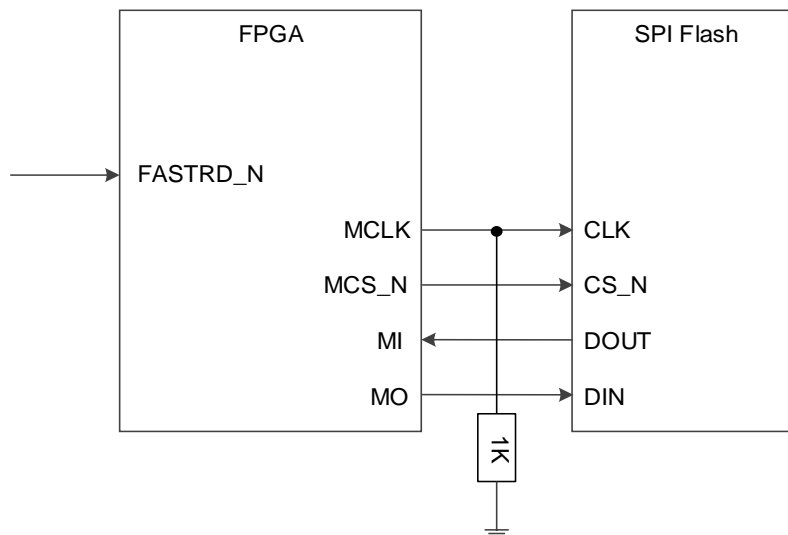 FPGA
SPI Flash
FASTRD_N
MCLK
CLK
MCS_N
CS_N
MI
DOUT
MO
DIN
1K